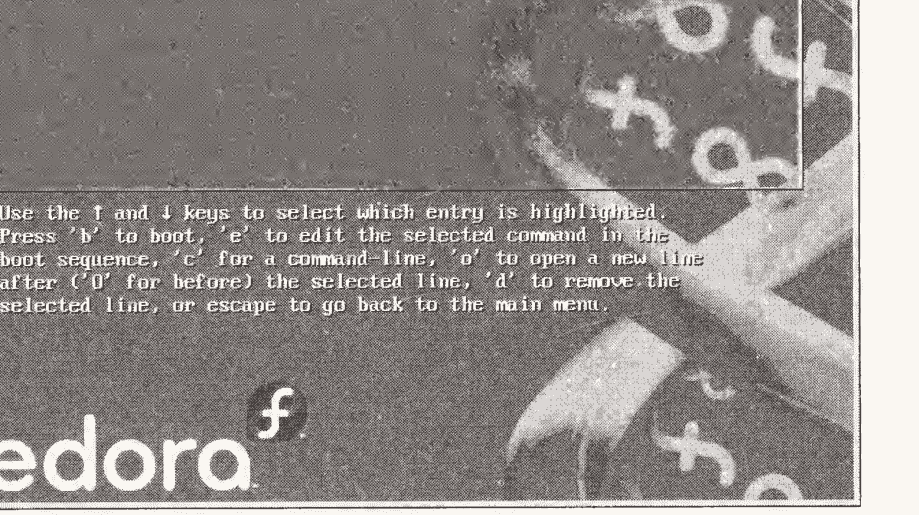 Use the ↑ and ↓ keys to select which entry is highlighted.
Press 'b' to boot, 'e' to edit the selected command in the
boot sequence, 'c' for a command-line, 'o' to open a new line
after ('O' for before) the selected line, 'd' to remove the
selected line, or escape to go back to the main menu.
edora